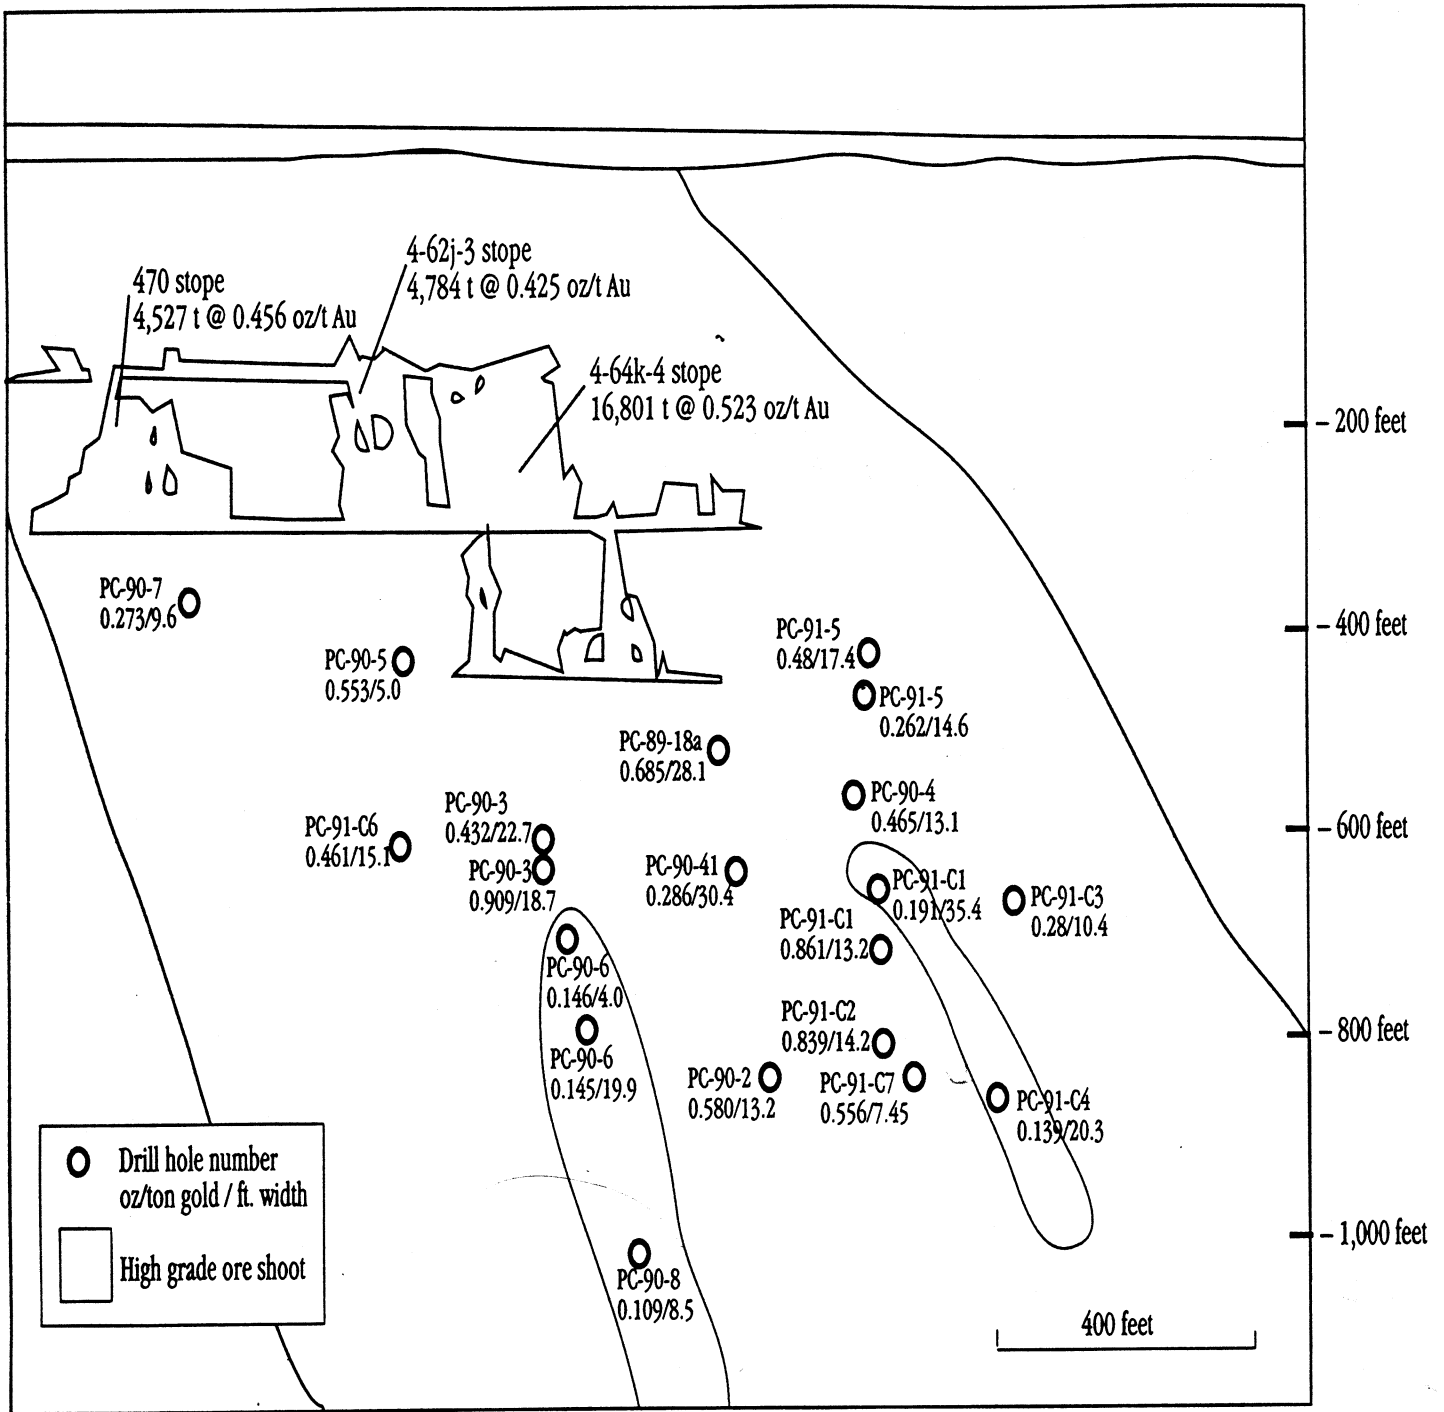 4-62j-3 stope
4,784 t @ 0.425 oz/t Au
470 stope
4,527 t @ 0.456 oz/t Au
4-64k-4 stope
16,801 t @ 0.523 oz/t Au
– 200 feet
PC-90-7
0.273/9.6
– 400 feet
PC-91-5
0.48/17.4
PC-90-5
0.553/5.0
PC-91-5
0.262/14.6
PC-89-18a
0.685/28.1
PC-90-4
0.465/13.1
PC-90-3
0.432/22.7
PC-91-C6
0.461/15.1
– 600 feet
PC-90-3
0.909/18.7
PC-90-41
0.286/30.4
PC-91-C1
0.191/35.4
PC-91-C3
0.28/10.4
PC-91-C1
0.861/13.2
PC-90-6
0.146/4.0
PC-91-C2
0.839/14.2
– 800 feet
PC-90-6
0.145/19.9
PC-90-2
0.580/13.2
PC-91-C7
0.556/7.45
PC-91-C4
0.139/20.3
Drill hole number
oz/ton gold / ft. width
High grade ore shoot
– 1,000 feet
PC-90-8
0.109/8.5
400 feet